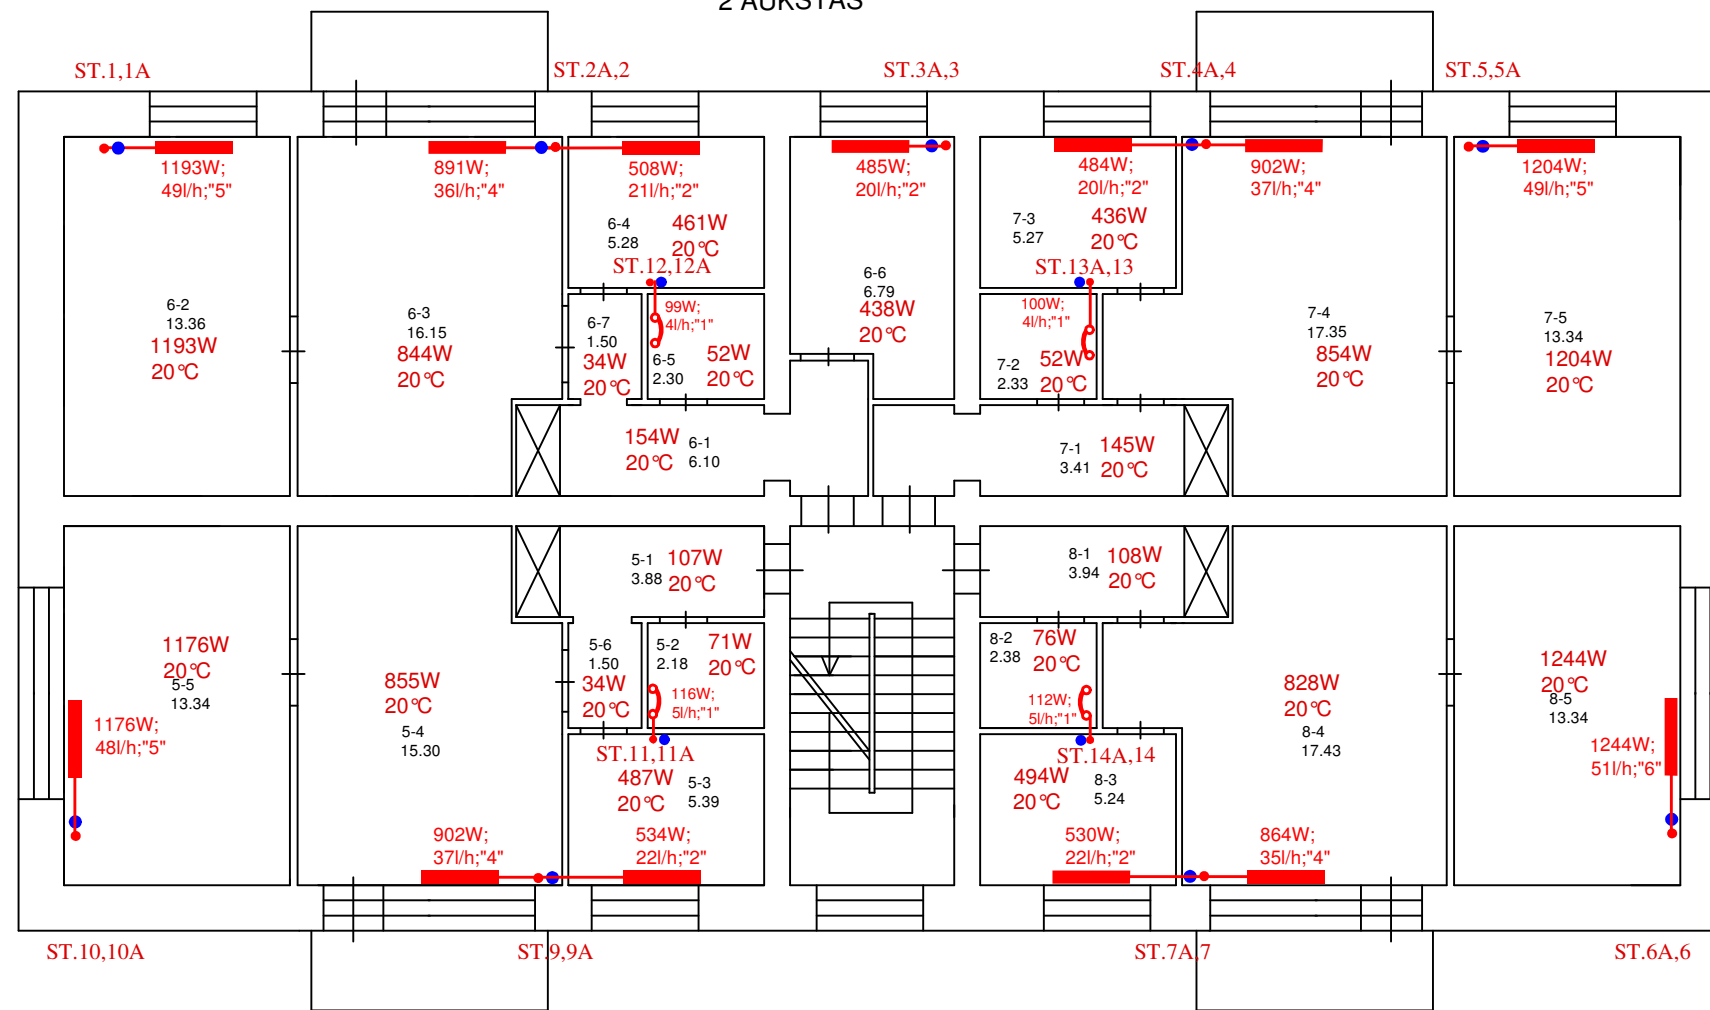 2 AUKŠTAS
ST.1,1A
ST.2A,2
ST.3A,3
ST.4A,4
ST.5,5A
1193W;
49l/h;"5"
891W;
36l/h;"4"
508W;
21l/h;"2"
485W;
20l/h;"2"
484W;
20l/h;"2"
902W;
37l/h;"4"
1204W;
49l/h;"5"
6-4
5.28
461W
20°C
ST.12,12A
7-3
5.27
436W
20°C
ST.13A,13
6-2
13.36
1193W
20°C
6-3
16.15
844W
20°C
6-7
1.50
34W
20°C
99W;
4l/h;"1"
6-5
2.30
52W
20°C
6-6
6.79
438W
20°C
100W;
4l/h;"1"
7-2
2.33
52W
20°C
7-4
17.35
854W
20°C
7-5
13.34
1204W
20°C
154W
20°C
6-1
6.10
7-1
3.41
145W
20°C
5-1
3.88
107W
20°C
8-1
3.94
108W
20°C
1176W
20°C
5-5
13.34
855W
20°C
5-4
15.30
5-6
1.50
34W
20°C
5-2
2.18
71W
20°C
116W;
5l/h;"1"
ST.11,11A
8-2
2.38
76W
20°C
112W;
5l/h;"1"
ST.14A,14
828W
20°C
8-4
17.43
1244W
20°C
8-5
13.34
1176W;
48l/h;"5"
487W
20°C
5-3
5.39
494W
20°C
8-3
5.24
1244W;
51l/h;"6"
902W;
37l/h;"4"
534W;
22l/h;"2"
530W;
22l/h;"2"
864W;
35l/h;"4"
ST.10,10A
ST.9,9A
ST.7A,7
ST.6A,6